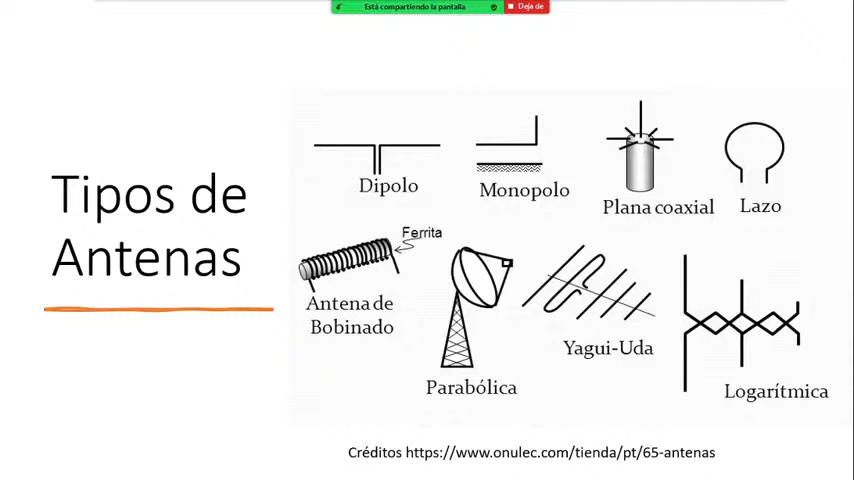 Está compartiendo la pantalla
Deja de
Tipos de
Antenas
Dipolo
Monopolo
Plana coaxial
Lazo
Ferrita
Antena de
Bobinado
Parabólica
Yagui-Uda
Logarítmica
Créditos https://www.onulec.com/tienda/pt/65-antenas